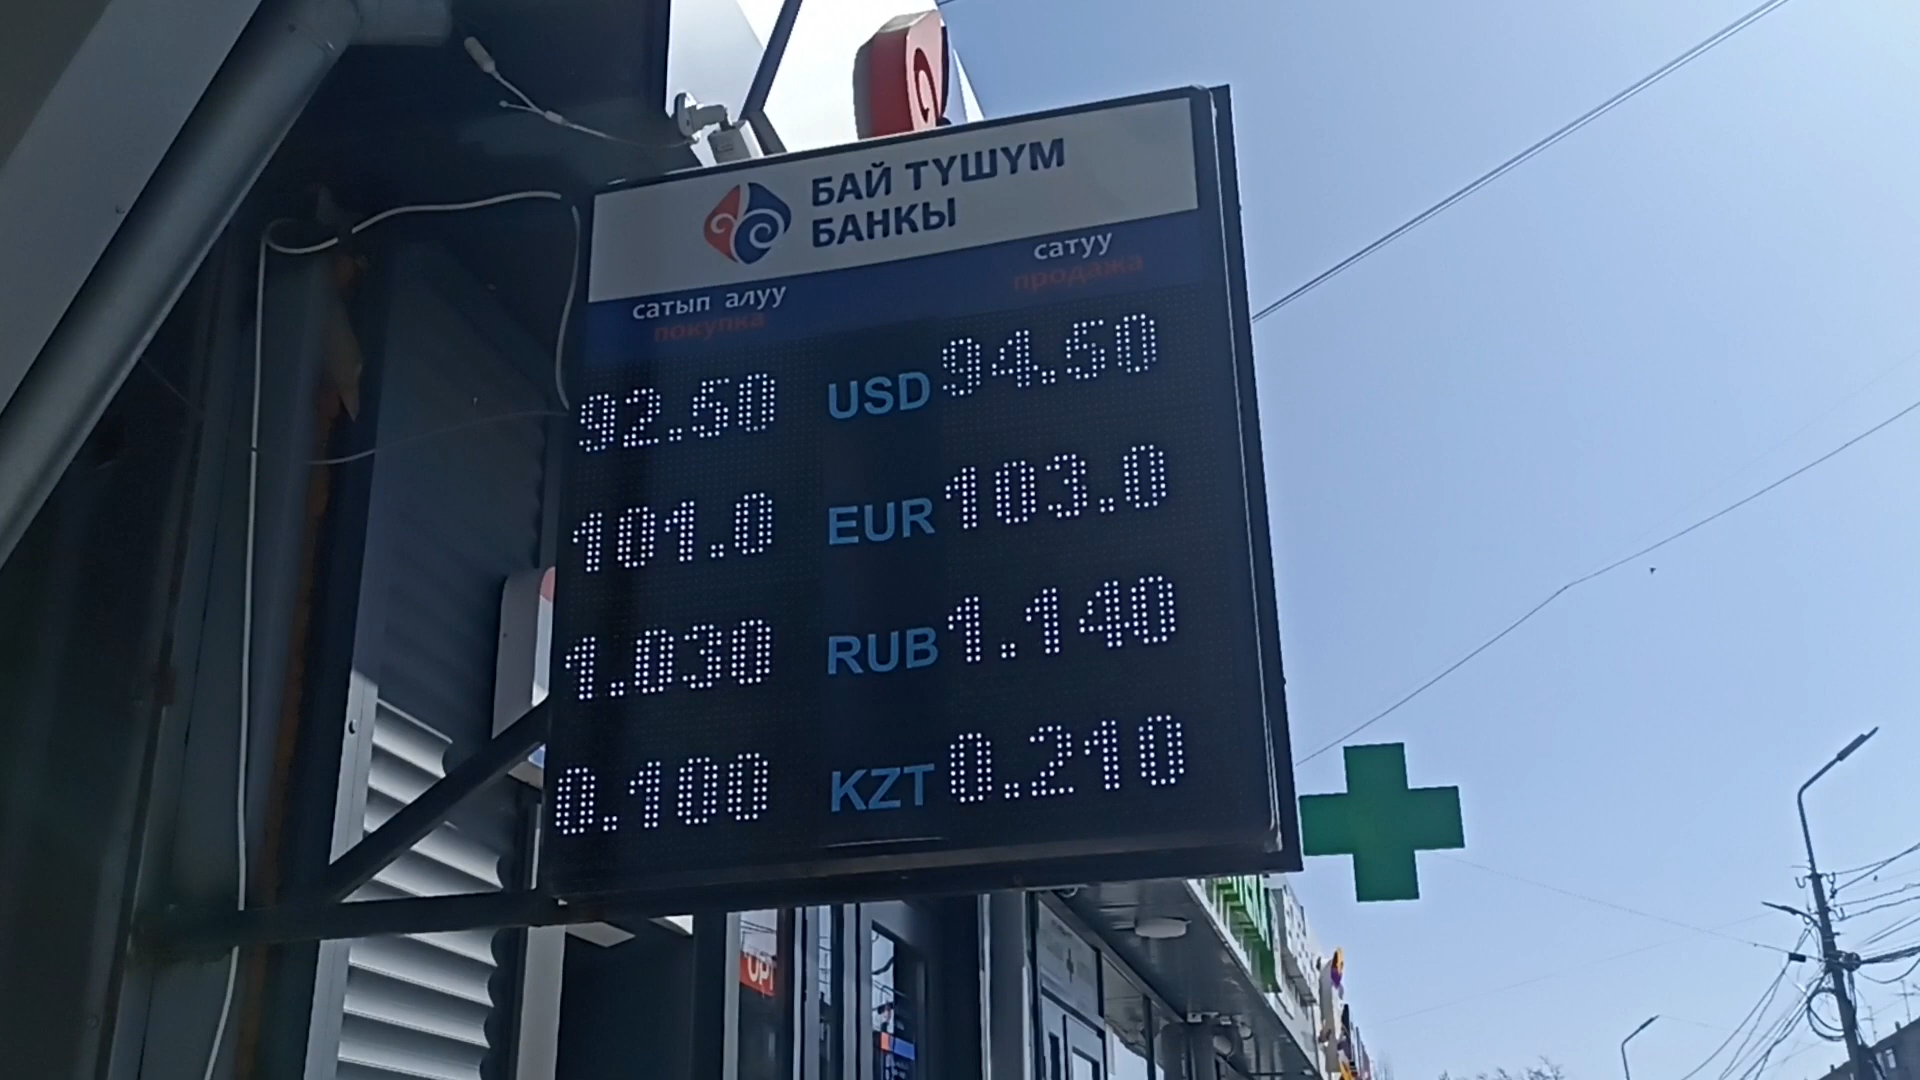 БАЙ ТҮШҮМ
БАНКЫ
сатып алуу
покупка
сатуу
продажа
92.50 USD 94.50
101.0 EUR 103.0
1.030 RUB 1.140
0.100 KZT 0.210